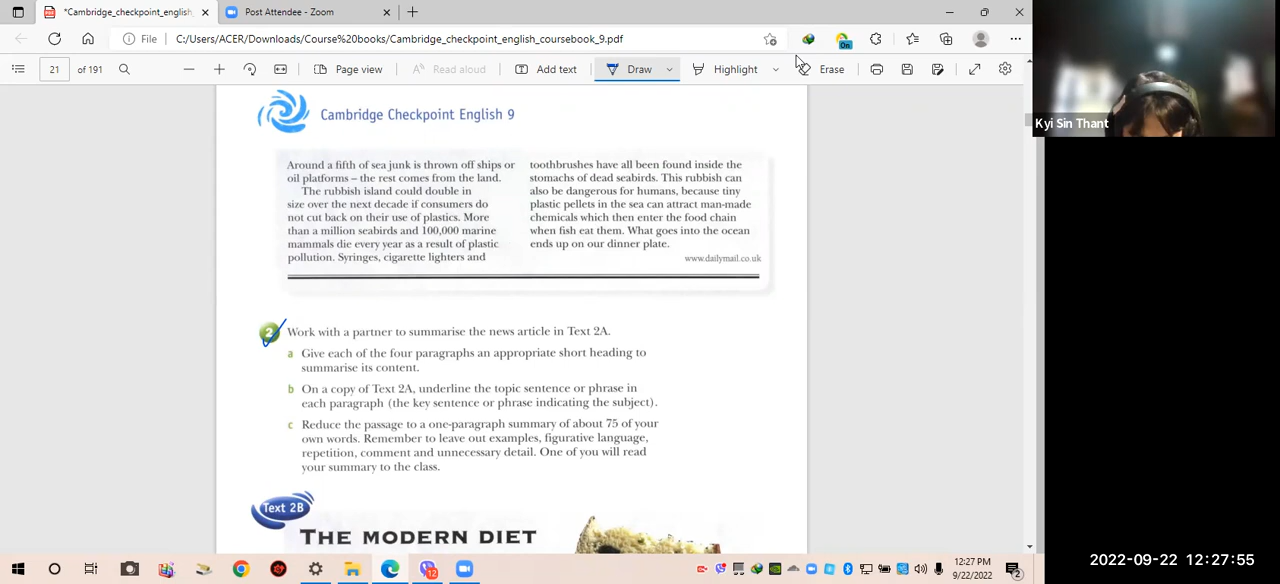 *Cambridge_checkpoint_english_
Post Attendee - Zoom
File
C:/Users/ACER/Downloads/Course%20books/Cambridge_checkpoint_english_coursebook_9.pdf
On
21 of 191
Page view
Read aloud
Add text
Draw
Highlight
Erase
Kyi Sin Thant
Cambridge Checkpoint English 9
Around a fifth of sea junk is thrown off ships or
oil platforms – the rest comes from the land.
The rubbish island could double in
size over the next decade if consumers do
not cut back on their use of plastics. More
than a million seabirds and 100,000 marine
mammals die every year as a result of plastic
pollution. Syringes, cigarette lighters and
toothbrushes have all been found inside the
stomachs of dead seabirds. This rubbish can
also be dangerous for humans, because tiny
plastic pellets in the sea can attract man-made
chemicals which then enter the food chain
when fish eat them. What goes into the ocean
ends up on our dinner plate.
www.dailymail.co.uk
2 Work with a partner to summarise the news article in Text 2A.
a Give each of the four paragraphs an appropriate short heading to
summarise its content.
b On a copy of Text 2A, underline the topic sentence or phrase in
each paragraph (the key sentence or phrase indicating the subject).
c Reduce the passage to a one-paragraph summary of about 75 of your
own words. Remember to leave out examples, figurative language,
repetition, comment and unnecessary detail. One of you will read
your summary to the class.
Text 2B
THE MODERN DIET
12
12:27 PM
9/22/2022
2
2022-09-22 12:27:55